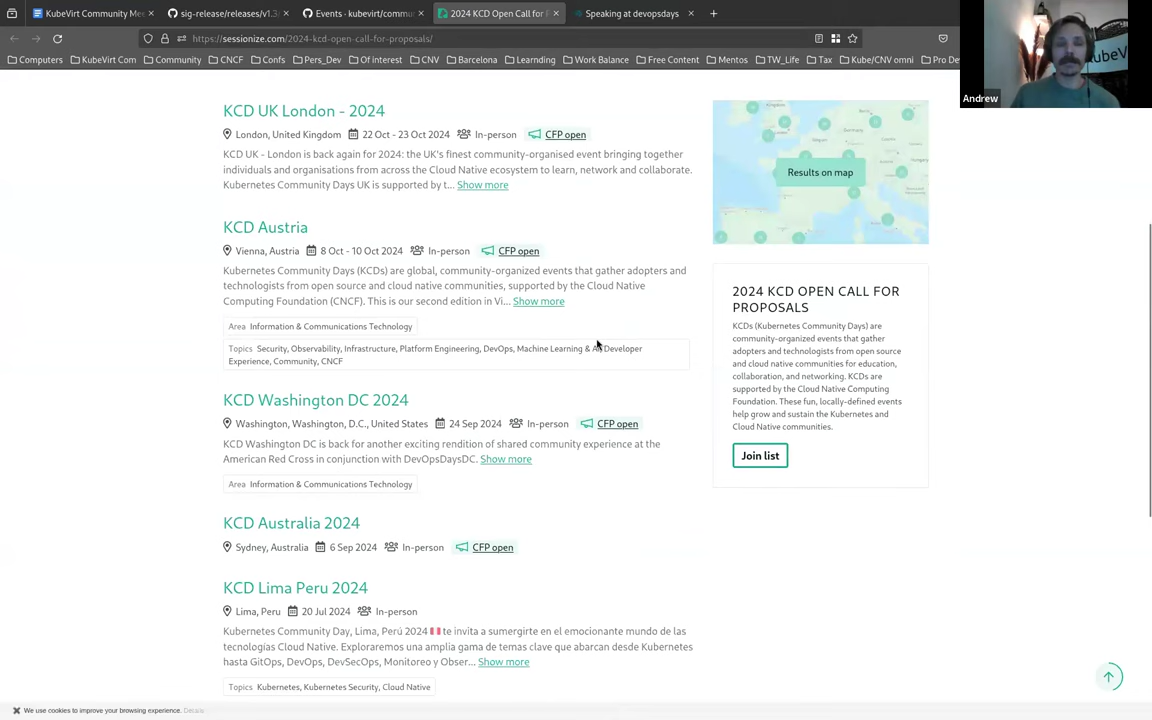 KubeVirt Community Mee
sig-release/releases/v1.3
Events · kubevirt/commu
2024 KCD Open Call for P
Speaking at devopsdays
https://sessionize.com/2024-kcd-open-call-for-proposals/
Computers KubeVirt Com Community CNCF Confs Pers_Dev Of interest CNV Barcelona Learnding Work Balance Free Content Mentos TW_Life Tax Kube/CNV omni Pro De
Andrew
KCD UK London - 2024
London, United Kingdom 22 Oct - 23 Oct 2024 In-person CFP open
KCD UK - London is back again for 2024: the UK's finest community-organised event bringing together
individuals and organisations from across the Cloud Native ecosystem to learn, network and collaborate.
Kubernetes Community Days UK is supported by t... Show more
KCD Austria
Vienna, Austria 8 Oct - 10 Oct 2024 In-person CFP open
Kubernetes Community Days (KCDs) are global, community-organized events that gather adopters and
technologists from open source and cloud native communities, supported by the Cloud Native
Computing Foundation (CNCF). This is our second edition in Vi... Show more
Area Information & Communications Technology
Topics Security, Observability, Infrastructure, Platform Engineering, DevOps, Machine Learning & Developer
Experience, Community, CNCF
KCD Washington DC 2024
Washington, Washington, D.C., United States 24 Sep 2024 In-person CFP open
KCD Washington DC is back for another exciting rendition of shared community experience at the
American Red Cross in conjunction with DevOpsDaysDC. Show more
Area Information & Communications Technology
KCD Australia 2024
Sydney, Australia 6 Sep 2024 In-person CFP open
KCD Lima Peru 2024
Lima, Peru 20 Jul 2024 In-person
Kubernetes Community Day, Lima, Perú 2024 te invita a sumergirte en el emocionante mundo de las
tecnologías Cloud Native. Exploraremos una amplia gama de temas clave que abarcan desde Kubernetes
hasta GitOps, DevOps, DevSecOps, Monitoreo y Obser... Show more
Topics Kubernetes, Kubernetes Security, Cloud Native
Results on map
2024 KCD OPEN CALL FOR
PROPOSALS
KCDs (Kubernetes Community Days) are
community-organized events that gather
adopters and technologists from open source
and cloud native communities for education,
collaboration, and networking. KCDs are
supported by the Cloud Native Computing
Foundation (CNCF). These fun, locally-defined events
help grow and sustain the Kubernetes and
Cloud Native communities.
Join list
We use cookies to improve your browsing experience. Details